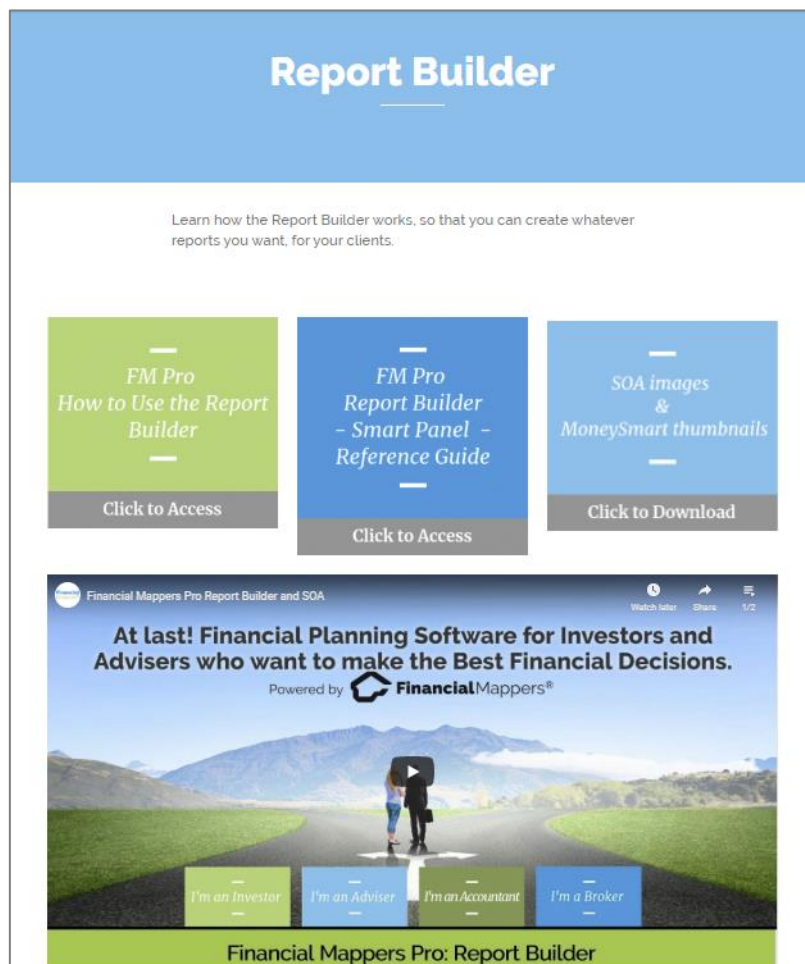 Report Builder
Learn how the Report Builder works, so that you can create whatever
reports you want, for your clients.
FM Pro
How to Use the Report
Builder
Click to Access
FM Pro
Report Builder
- Smart Panel -
Reference Guide
Click to Access
SOA images
&
MoneySmart thumbnails
Click to Download
Financial Mappers Pro Report Builder and SOA
Watch later
Share
1/2
At last! Financial Planning Software for Investors and
Advisers who want to make the Best Financial Decisions.
Powered by FinancialMappers®
I'm an Investor
I'm an Adviser
I'm an Accountant
I'm a Broker
Financial Mappers Pro: Report Builder